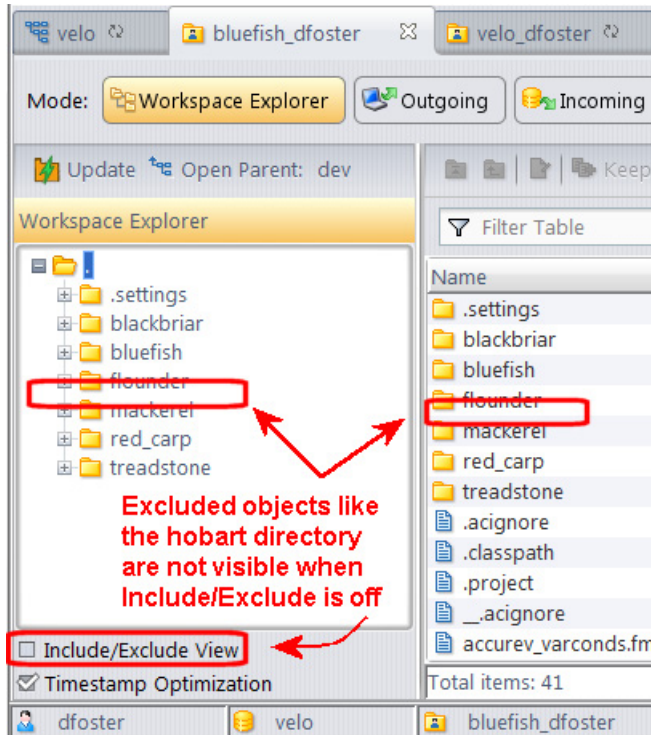 velo bluefish_dfoster velo_dfoster
Mode: Workspace Explorer Outgoing Incoming
Update Open Parent: dev Keep
Workspace Explorer
Filter Table
.
.settings
blackbriar
bluefish
flounder
mackerel
red_carp
treadstone
Name
.settings
blackbriar
bluefish
flounder
mackerel
red_carp
treadstone
.acignore
.classpath
.project
__.acignore
accurev_varconds.fm
Excluded objects like
the hobart directory
are not visible when
Include/Exclude is off
Include/Exclude View
Timestamp Optimization
Total items: 41
dfoster velo bluefish_dfoster